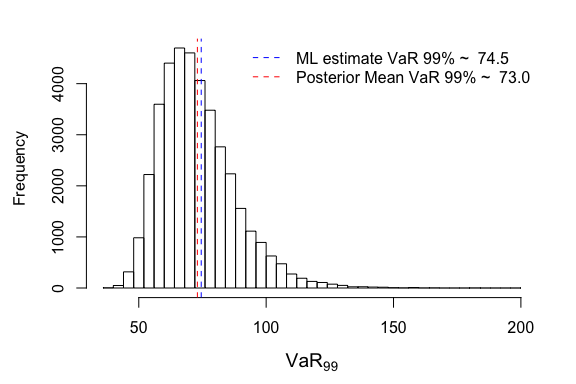 ML estimate VaR 99% ~ 74.5
Posterior Mean VaR 99% ~ 73.0
Frequency
4000
3000
2000
1000
0
50 100 150 200
VaR99